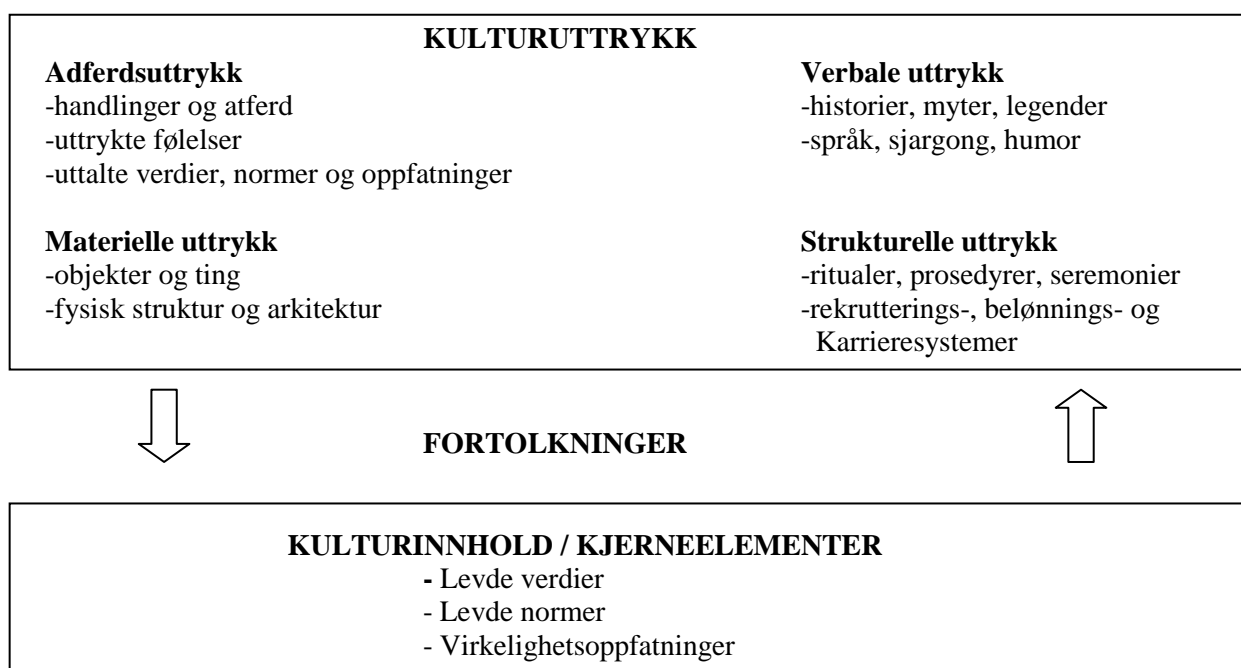 KULTURUTTRYKK
Adferdsuttrykk
-handlinger og atferd
-uttrykte følelser
-uttalte verdier, normer og oppfatninger
Verbale uttrykk
-historier, myter, legender
-språk, sjargong, humor
Materielle uttrykk
-objekter og ting
-fysisk struktur og arkitektur
Strukturelle uttrykk
-ritualer, prosedyrer, seremonier
-rekrutterings-, belønnings- og
Karrieresystemer
FORTOLKNINGER
KULTURINNHOLD / KJERNEELEMENTER
- Levde verdier
- Levde normer
- Virkelighetsoppfatninger